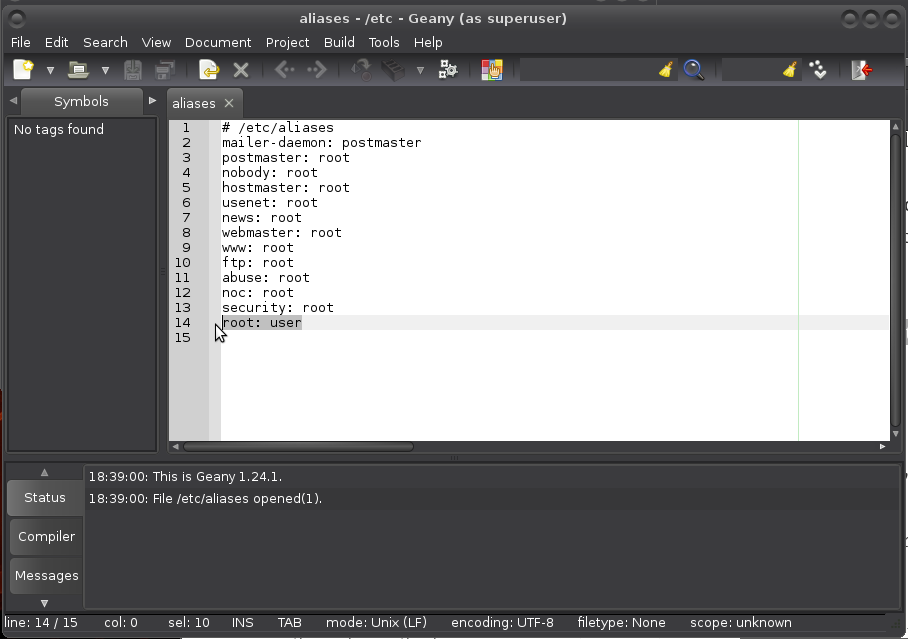 aliases - /etc - Geany (as superuser)
File Edit Search View Document Project Build Tools Help
Symbols
aliases
No tags found
1 # /etc/aliases
2 mailer-daemon: postmaster
3 postmaster: root
4 nobody: root
5 hostmaster: root
6 usenet: root
7 news: root
8 webmaster: root
9 www: root
10 ftp: root
11 abuse: root
12 noc: root
13 security: root
14 root: user
15
Status
Compiler
Messages
18:39:00: This is Geany 1.24.1.
18:39:00: File /etc/aliases opened(1).
line: 14 / 15 col: 0 sel: 10 INS TAB mode: Unix (LF) encoding: UTF-8 filetype: None scope: unknown